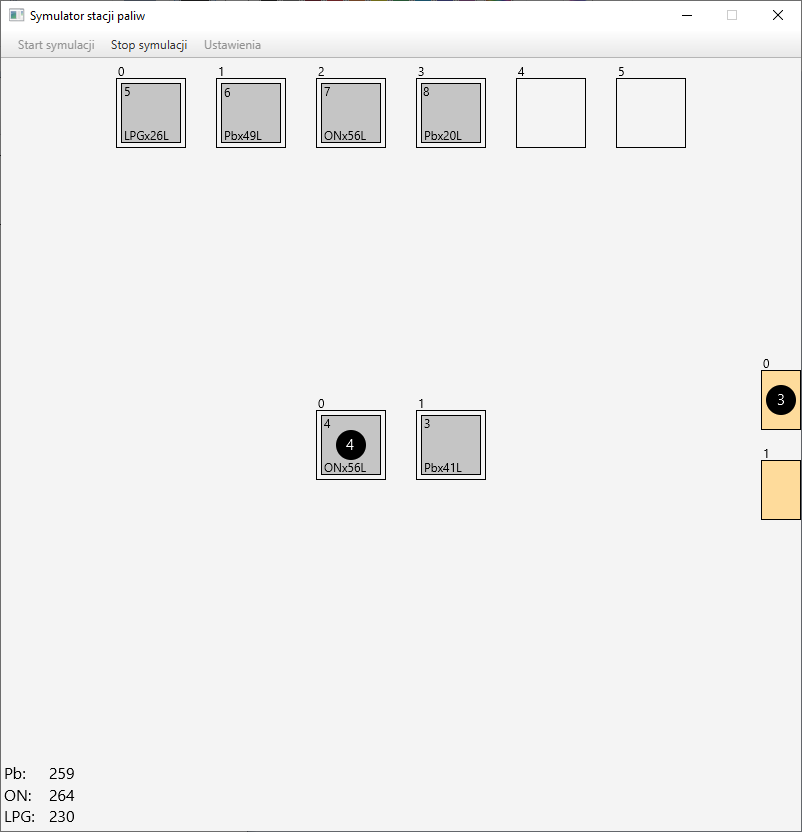 Symulator stacji paliw
Start symulacji Stop symulacji Ustawienia
0 1 2 3 4 5
5 6 7 8
LPGx26L Pbx49L ONx56L Pbx20L
0
3
0 1
4 3
4
ONx56L Pbx41L
1
Pb: 259
ON: 264
LPG: 230